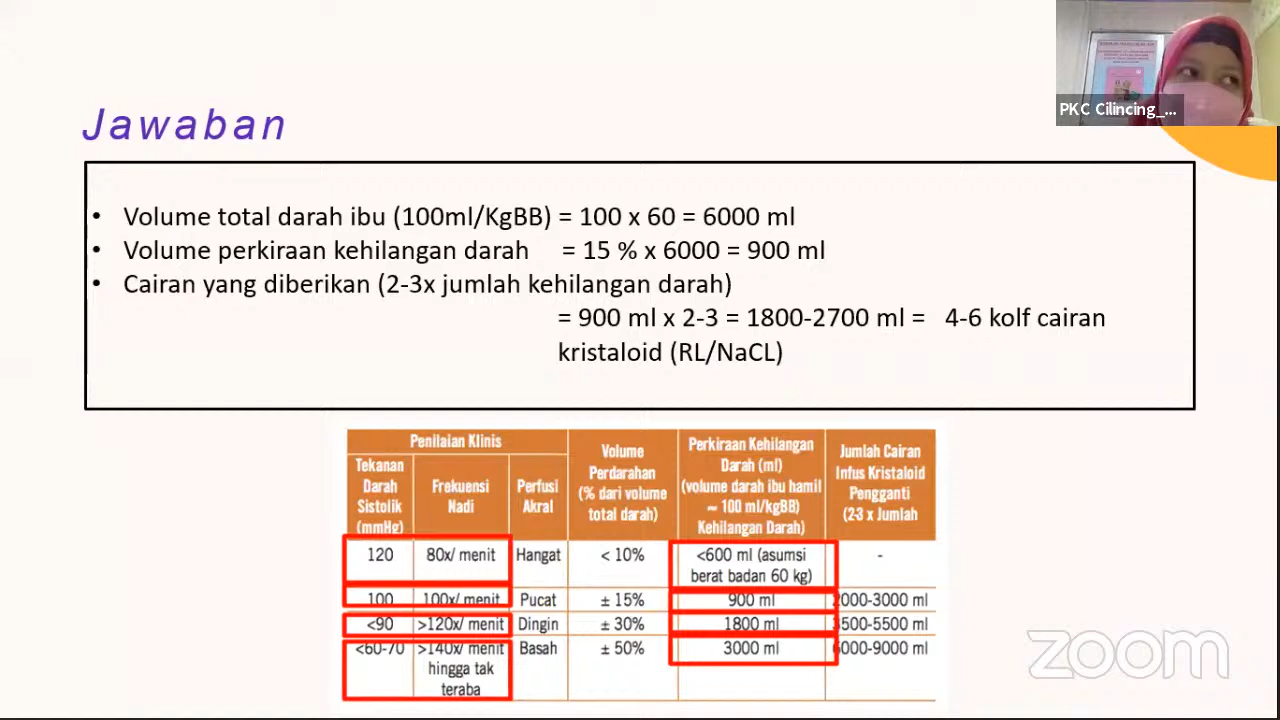 PKC Cilincing_...
Jawaban
• Volume total darah ibu (100ml/KgBB) = 100 x 60 = 6000 ml
• Volume perkiraan kehilangan darah = 15 % x 6000 = 900 ml
• Cairan yang diberikan (2-3x jumlah kehilangan darah)
= 900 ml x 2-3 = 1800-2700 ml = 4-6 kolf cairan
kristaloid (RL/NaCL)
Penilaian Klinis
Tekanan
Darah
Sistolik
(mmHg)
Frekuensi
Nadi
Perfusi
Akral
Volume
Perdarahan
(% dari volume
total darah)
Perkiraan Kehilangan
Darah (ml)
(volume darah ibu hamil
~ 100 ml/kgBB)
Kehilangan Darah)
Jumlah Cairan
Infus Kristaloid
Pengganti
(2-3 x Jumlah
120 80x/ menit Hangat < 10% <600 ml (asumsi -
berat badan 60 kg)
100 100x/ menit Pucat ± 15% 900 ml 2000-3000 ml
<90 >120x/ menit Dingin ± 30% 1800 ml 3500-5500 ml
<60-70 >140x/ menit Basah ± 50% 3000 ml 6000-9000 ml
hingga tak
teraba
zoom